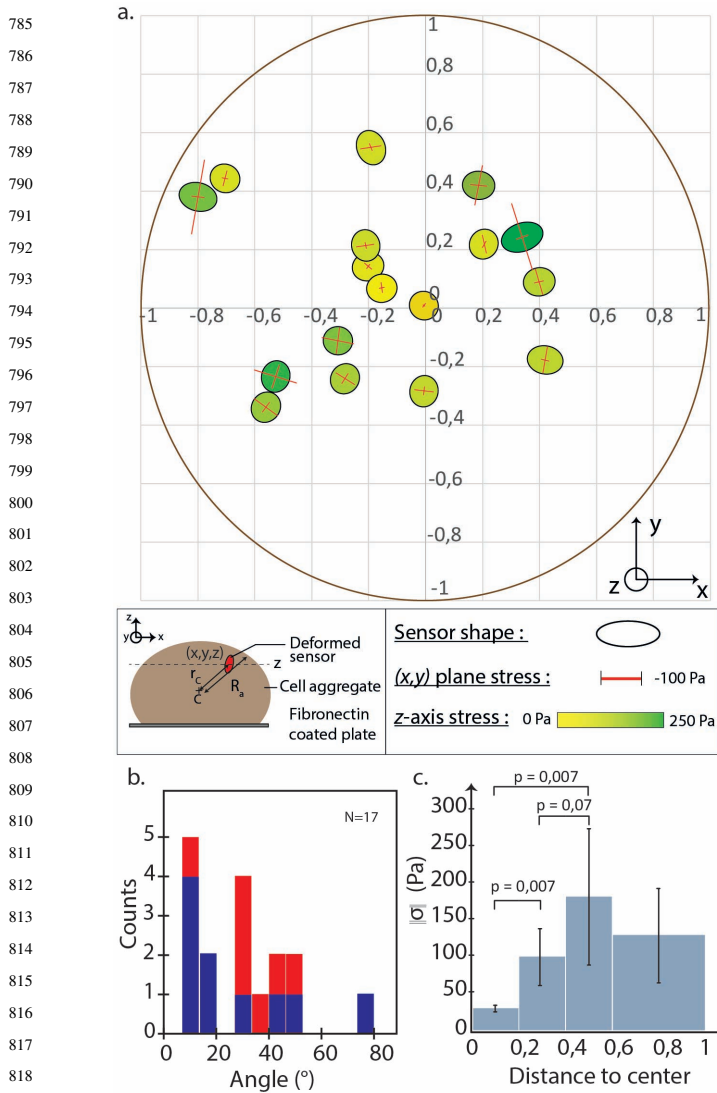 785
786
787
788
789
790
791
792
793
794
795
796
797
798
799
800
801
802
803
804
805
806
807
808
809
810
811
812
813
814
815
816
817
818
a.
1
0,8
0,6
0,4
0,2
0
-1 -0,8 -0,6 -0,4 -0,2 0 0,2 0,4 0,6 0,8 1
-0,2
-0,4
-0,6
-0,8
-1
y
z x
z
y x
(x,y,z)
z
r_c
R_a
C
Deformed
sensor
Cell aggregate
Fibronectin
coated plate
Sensor shape :
(x,y) plane stress : -100 Pa
z-axis stress : 0 Pa 250 Pa
b.
N=17
Counts
5
4
3
2
1
0
0 20 40 60 80
Angle (°)
c.
p = 0,007
p = 0,07
p = 0,007
||σ|| (Pa)
300
250
200
150
100
50
0
0 0,2 0,4 0,6 0,8 1
Distance to center